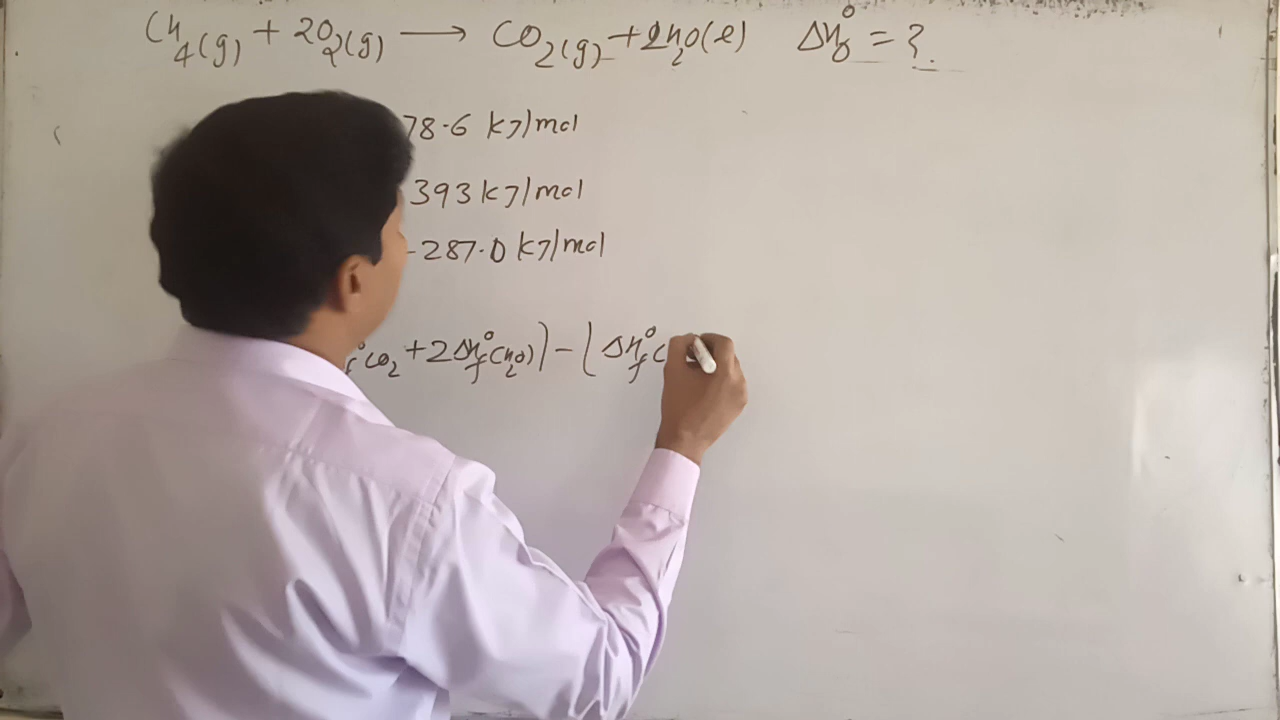 CH4(g) + 2O2(g) ⟶ CO2(g) + 2H2O(l) ΔH°r = ?
78.6 kJ/mol
393 kJ/mol
-287.0 kJ/mol
f°CO2 + 2ΔH°f(H2O)) - (ΔH°f(